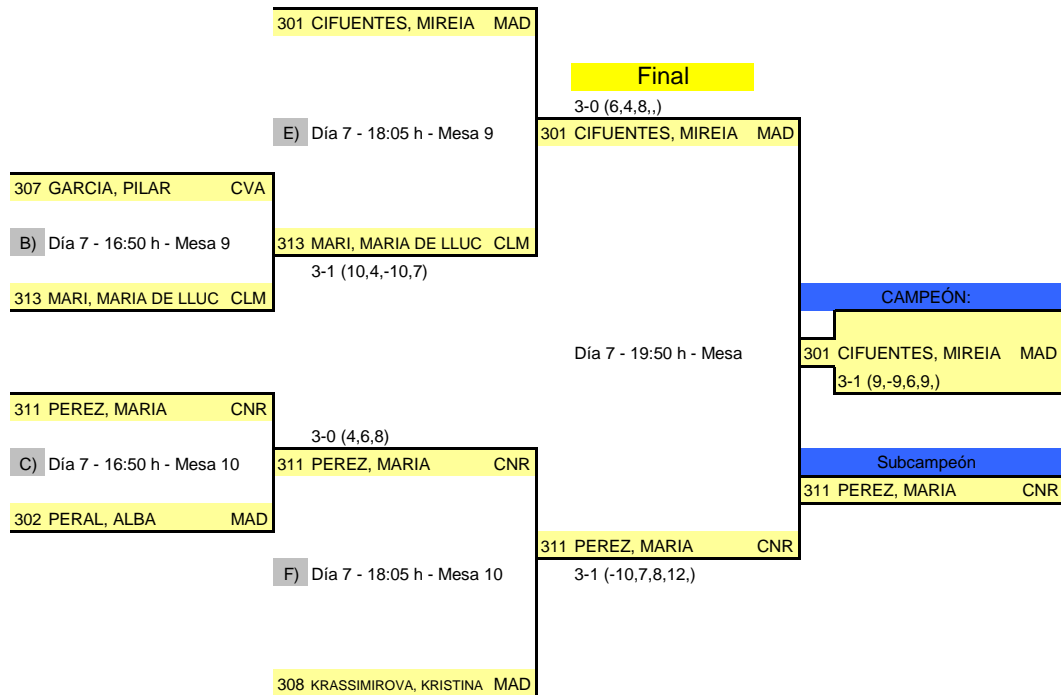 301 CIFUENTES, MIREIA MAD
Final
3-0 (6,4,8,,)
E) Día 7 - 18:05 h - Mesa 9
301 CIFUENTES, MIREIA MAD
307 GARCIA, PILAR CVA
B) Día 7 - 16:50 h - Mesa 9
313 MARI, MARIA DE LLUC CLM
3-1 (10,4,-10,7)
313 MARI, MARIA DE LLUC CLM
CAMPEÓN:
Día 7 - 19:50 h - Mesa
301 CIFUENTES, MIREIA MAD
3-1 (9,-9,6,9,)
311 PEREZ, MARIA CNR
3-0 (4,6,8)
C) Día 7 - 16:50 h - Mesa 10
311 PEREZ, MARIA CNR
Subcampeón
311 PEREZ, MARIA CNR
302 PERAL, ALBA MAD
311 PEREZ, MARIA CNR
F) Día 7 - 18:05 h - Mesa 10
3-1 (-10,7,8,12,)
308 KRASSIMIROVA, KRISTINA MAD